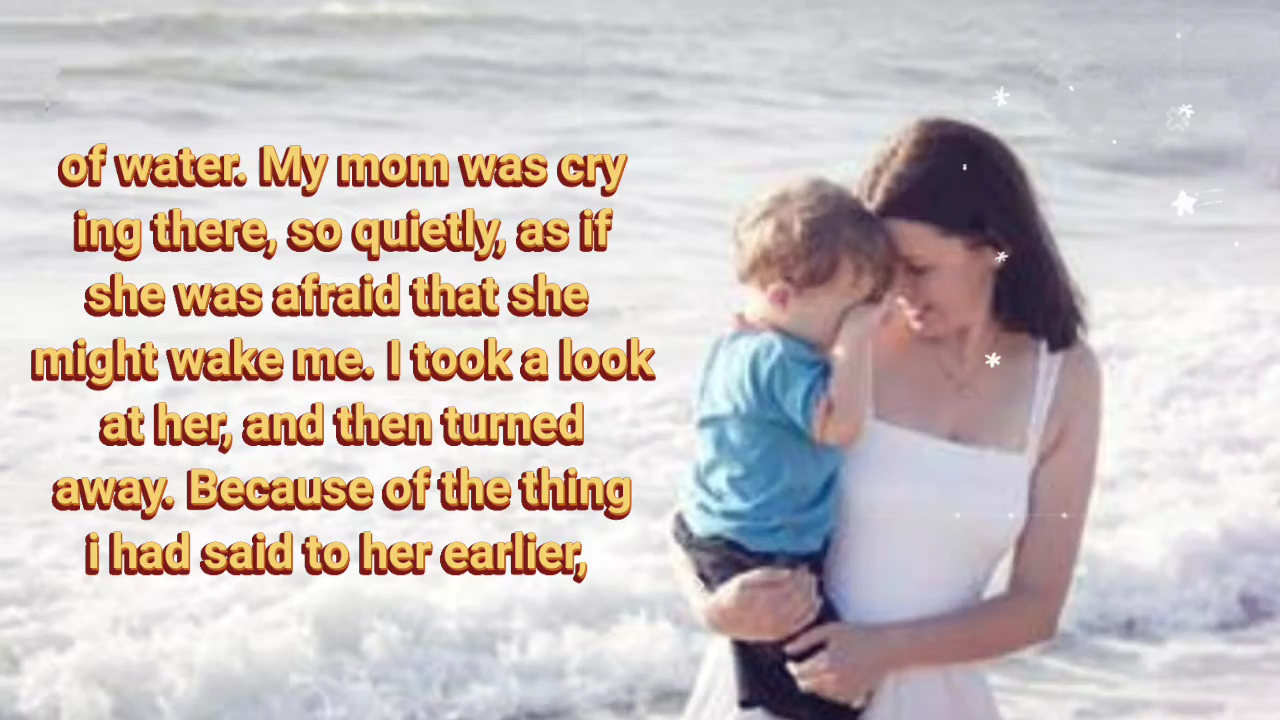 of water. My mom was cry
ing there, so quietly, as if
she was afraid that she
might wake me. I took a look
at her, and then turned
away. Because of the thing
i had said to her earlier,